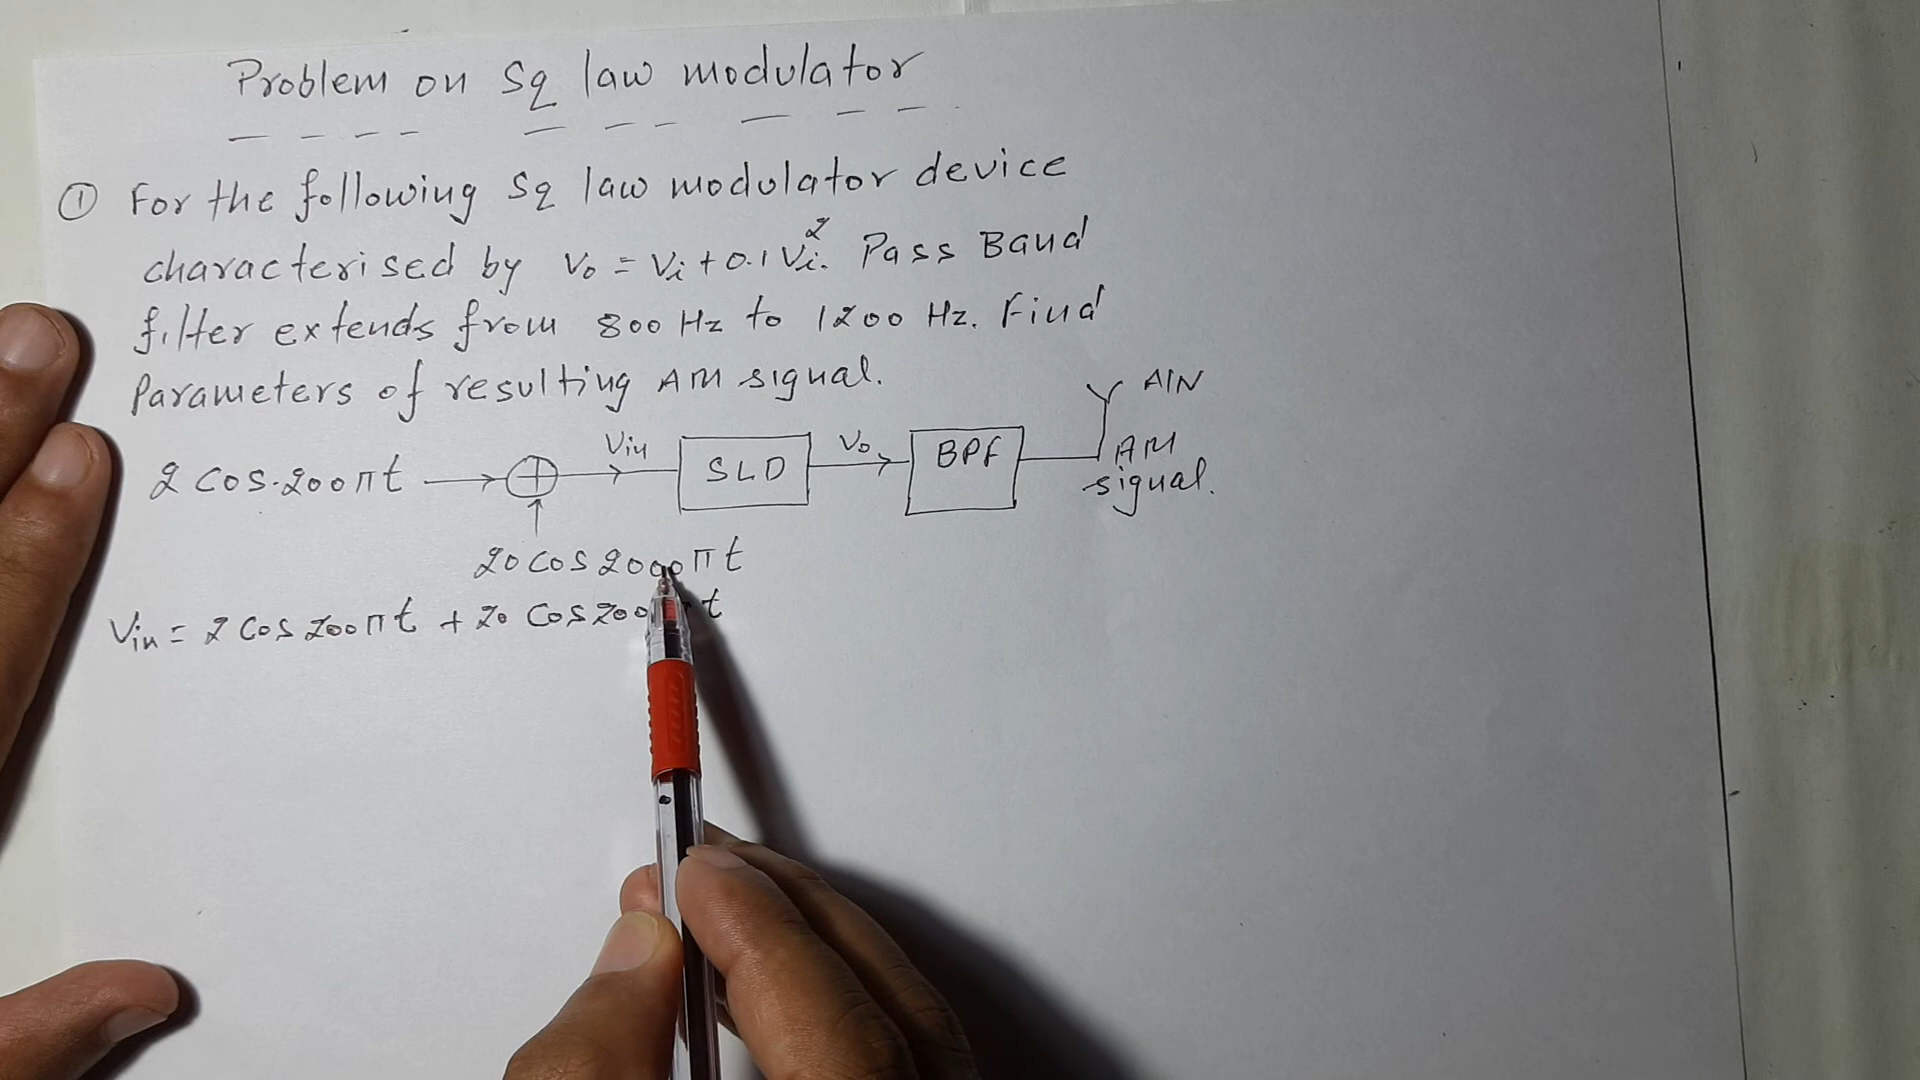 Problem on Sq law modulator
① For the following Sq law modulator device
characterised by Vo = Vi + 0.1 Vi². Pass Band
filter extends from 800 Hz to 1200 Hz. Find
Parameters of resulting AM signal.
2 cos 200πt
Vin
SLD
Vo
BPF
AIN
AM
signal.
20 cos 2000πt
Vin = 2 cos 200πt + 20 cos 200 t